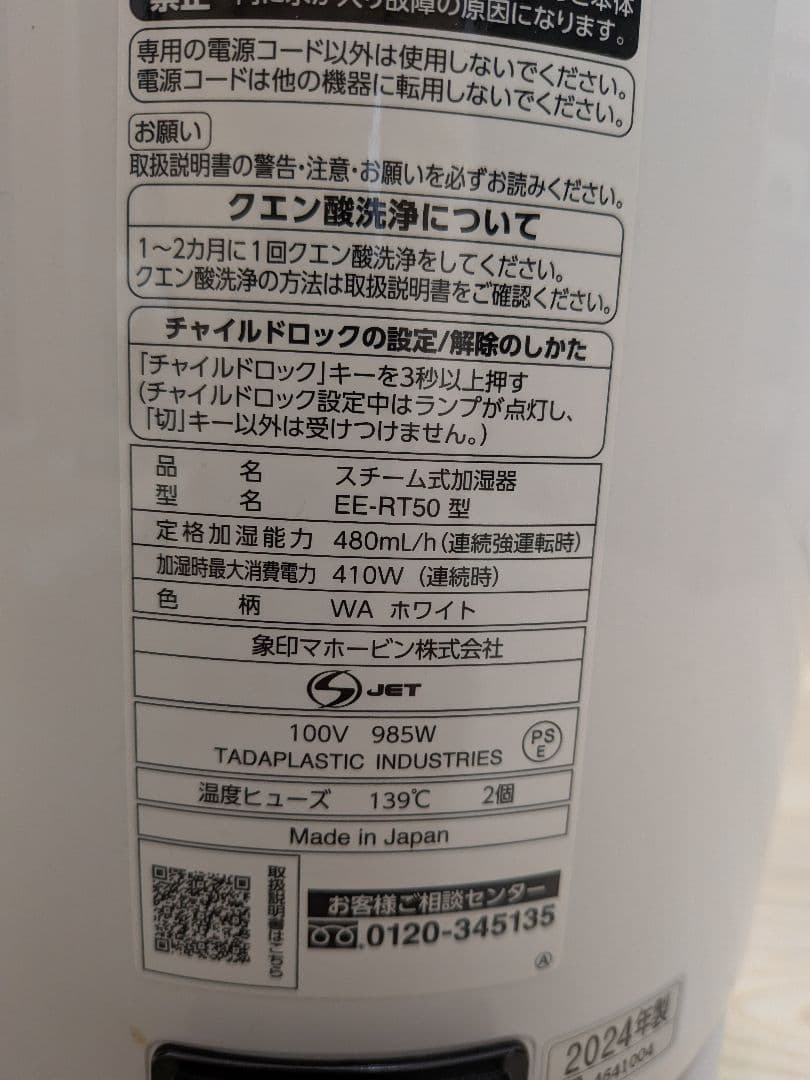 故障の原因になります。
専用の電源コード以外は使用しないでください。
電源コードは他の機器に転用しないでください。
お願い
取扱説明書の警告・注意・お願いを必ずお読みください。
クエン酸洗浄について
1～2カ月に1回クエン酸洗浄をしてください。
クエン酸洗浄の方法は取扱説明書をご確認ください。
チャイルドロックの設定/解除のしかた
「チャイルドロック」キーを3秒以上押す
(チャイルドロック設定中はランプが点灯し、
「切」キー以外は受けつけません。)
品名 スチーム式加湿器
型名 EE-RT50 型
定格加湿能力 480mL/h(連続強運転時)
加湿時最大消費電力 410W (連続時)
色柄 WA ホワイト
象印マホービン株式会社
JET
100V 985W
TADAPLASTIC INDUSTRIES
PS
E
温度ヒューズ 139℃ 2個
Made in Japan
取扱説明書はこちら
お客様ご相談センター
0120-345135
Ⓐ
2024年製
4541004